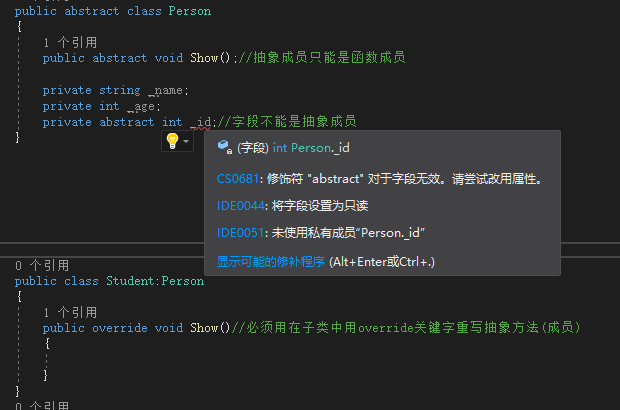 public abstract class Person
{
1 个引用
public abstract void Show();//抽象成员只能是函数成员
private string _name;
private int _age;
private abstract int _id;//字段不能是抽象成员
}
(字段) int Person._id
CS0681: 修饰符 "abstract" 对于字段无效。请尝试改用属性。
IDE0044: 将字段设置为只读
IDE0051: 未使用私有成员“Person._id”
显示可能的修补程序 (Alt+Enter或Ctrl+.)
0 个引用
public class Student:Person
{
1 个引用
public override void Show()//必须用在子类中用override关键字重写抽象方法(成员)
{
}
}
0 个引用